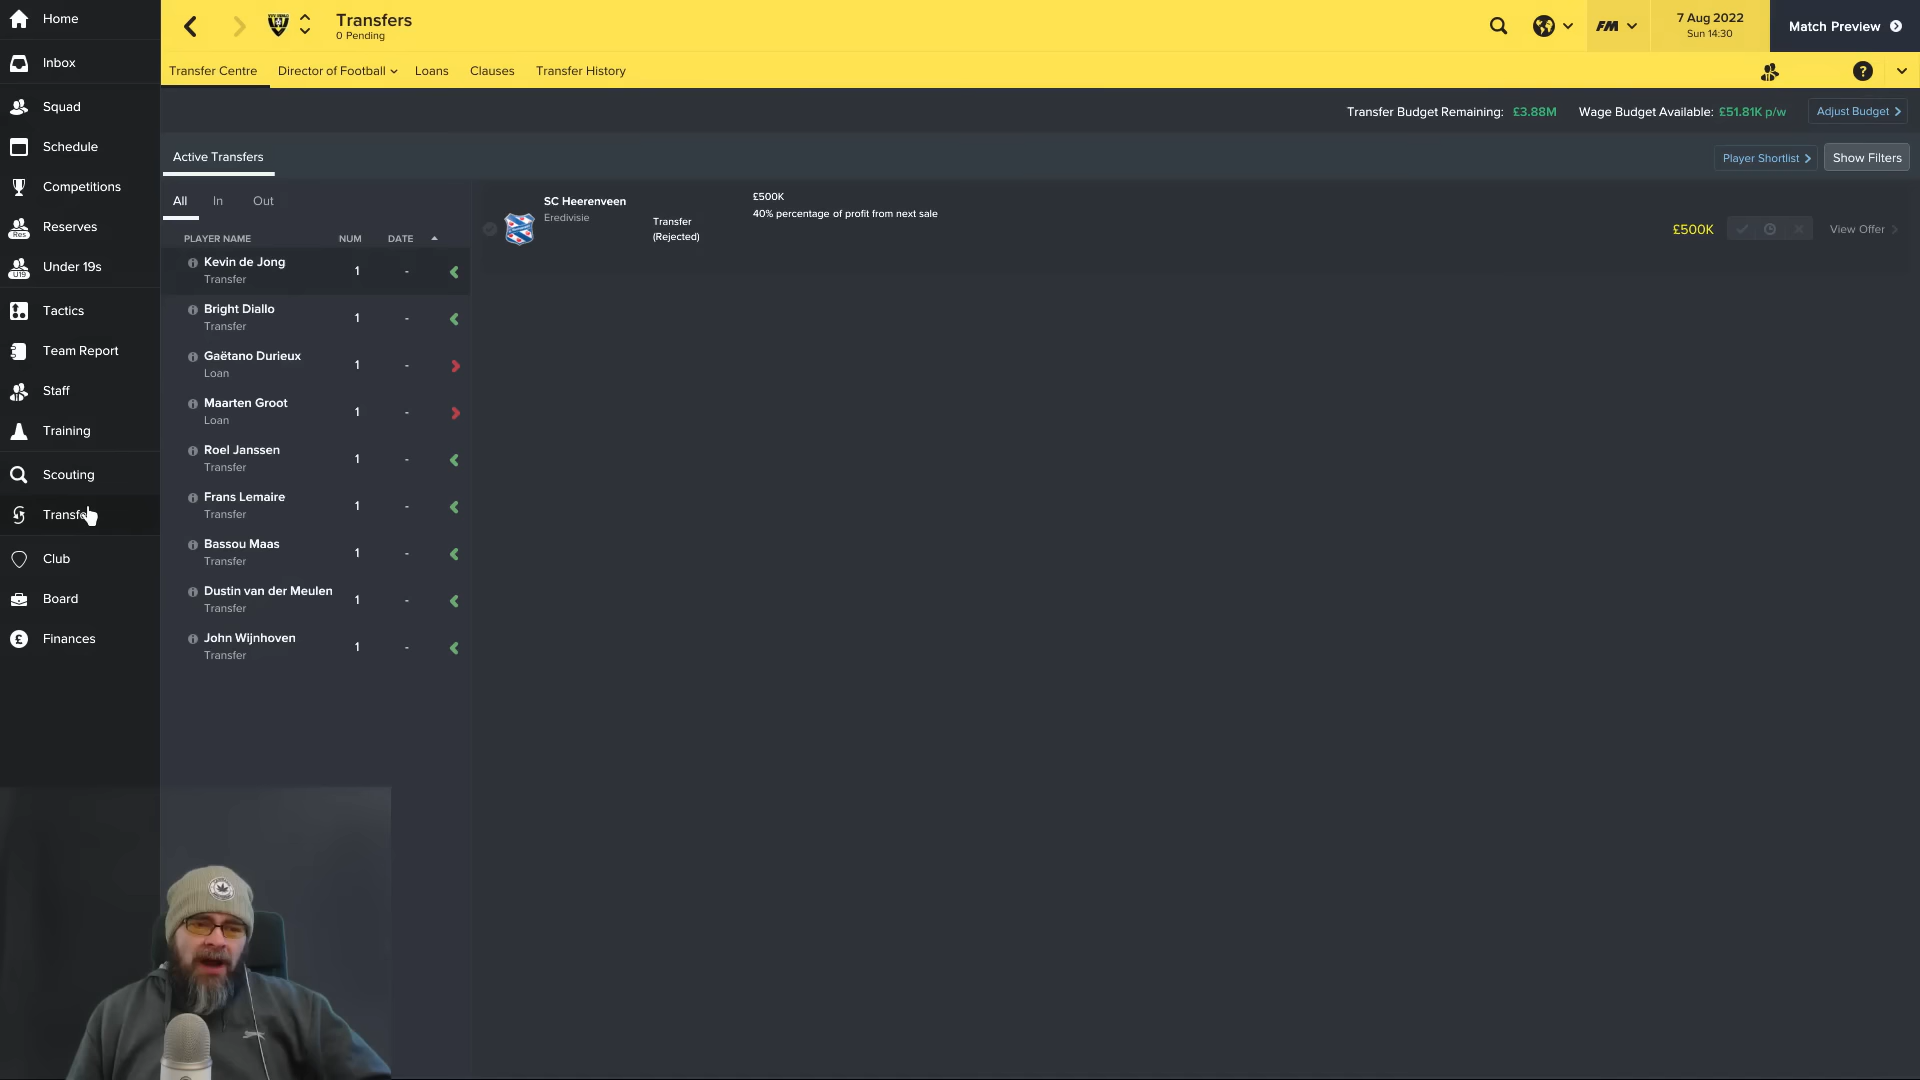 Home
Inbox
Squad
Schedule
Competitions
Reserves
Under 19s
Tactics
Team Report
Staff
Training
Scouting
Transfe
Club
Board
Finances
Transfers
0 Pending
FM
7 Aug 2022
Sun 14:30
Match Preview
Transfer Centre
Director of Football
Loans
Clauses
Transfer History
?
Transfer Budget Remaining: £3.88M
Wage Budget Available: £51.81K p/w
Adjust Budget
Active Transfers
Player Shortlist
Show Filters
All
In
Out
PLAYER NAME
NUM
DATE
Kevin de Jong
Transfer
1
-
Bright Diallo
Transfer
1
-
Gaëtano Durieux
Loan
1
-
Maarten Groot
Loan
1
-
Roel Janssen
Transfer
1
-
Frans Lemaire
Transfer
1
-
Bassou Maas
Transfer
1
-
Dustin van der Meulen
Transfer
1
-
John Wijnhoven
Transfer
1
-
SC Heerenveen
Eredivisie
Transfer
(Rejected)
£500K
40% percentage of profit from next sale
£500K
View Offer